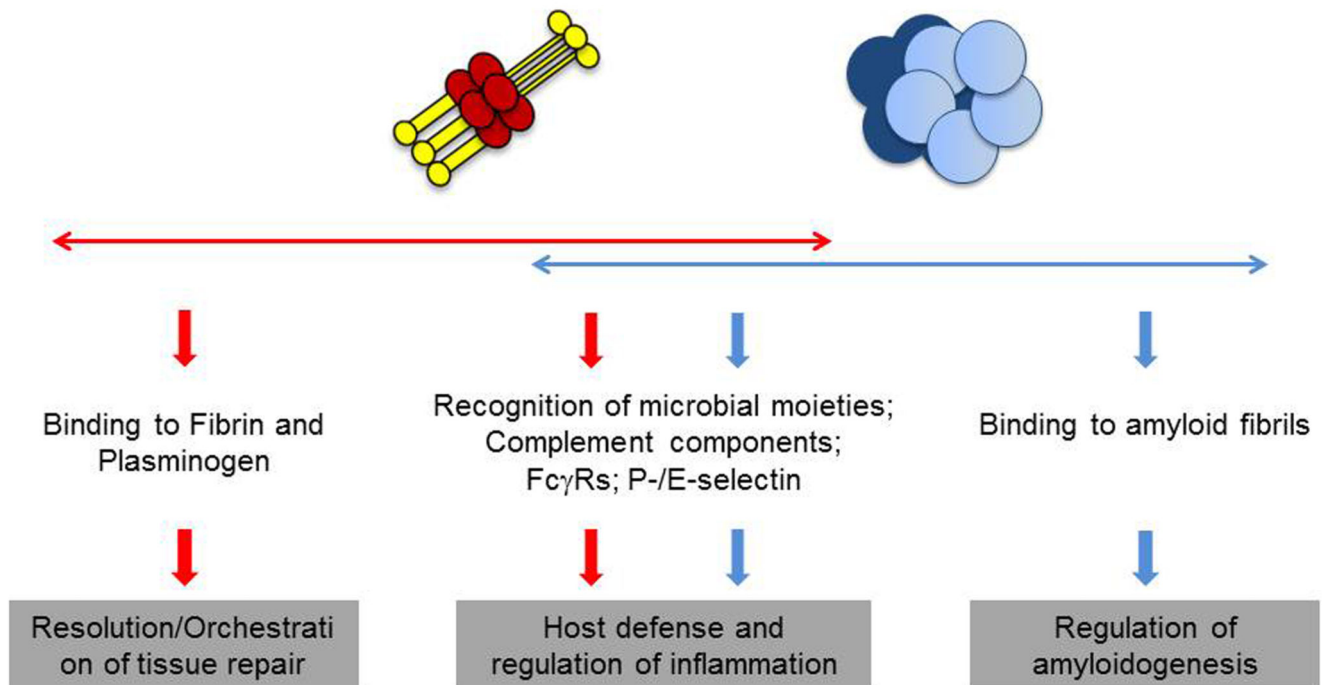 Binding to Fibrin and
Plasminogen
Recognition of microbial moieties;
Complement components;
FcγRs; P-/E-selectin
Binding to amyloid fibrils
Resolution/Orchestrati
on of tissue repair
Host defense and
regulation of inflammation
Regulation of
amyloidogenesis